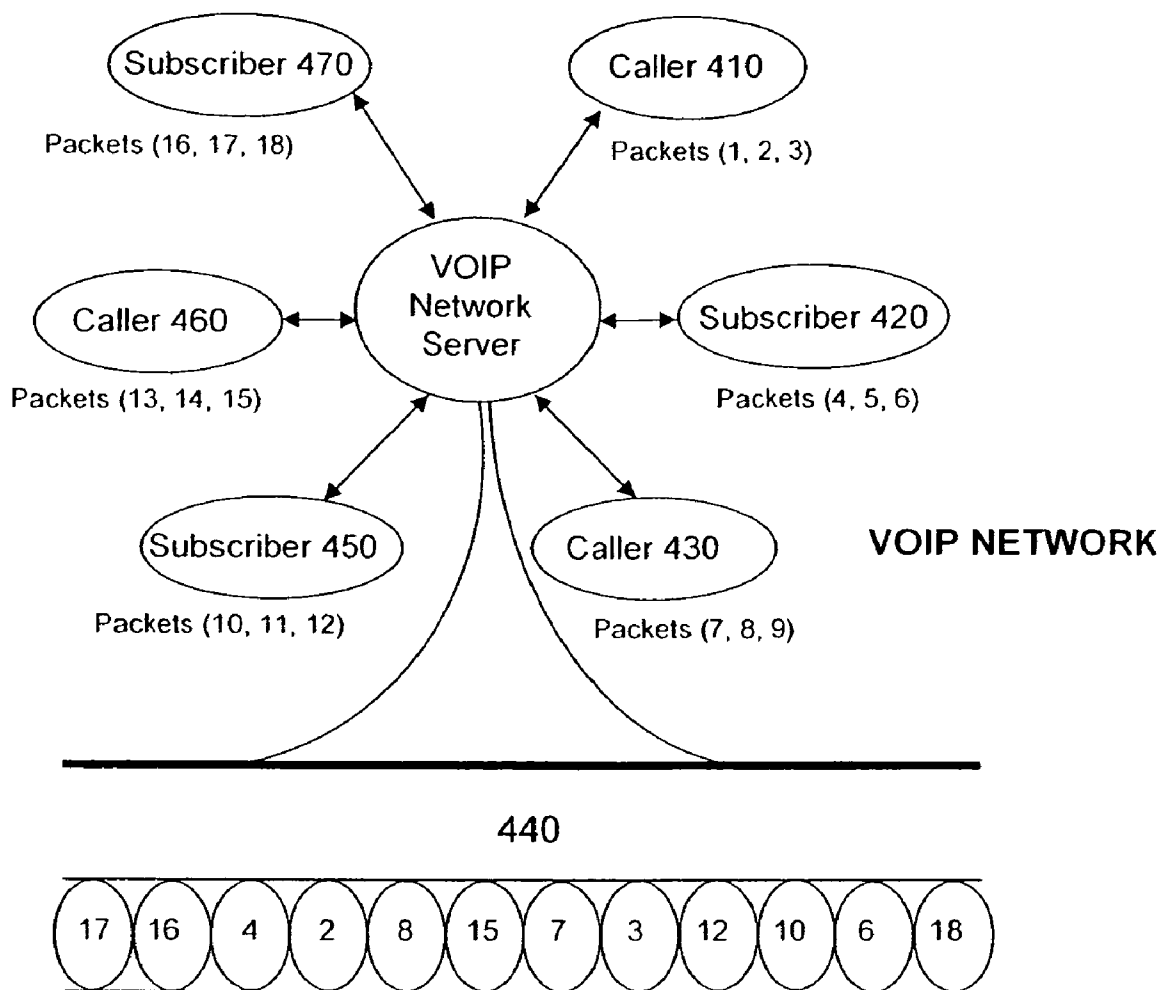 Subscriber 470
Caller 410
Packets (16, 17, 18)
Packets (1, 2, 3)
VOIP
Network
Server
Caller 460
Subscriber 420
Packets (13, 14, 15)
Packets (4, 5, 6)
Subscriber 450
Caller 430
VOIP NETWORK
Packets (10, 11, 12)
Packets (7, 8, 9)
440
17 16 4 2 8 15 7 3 12 10 6 18